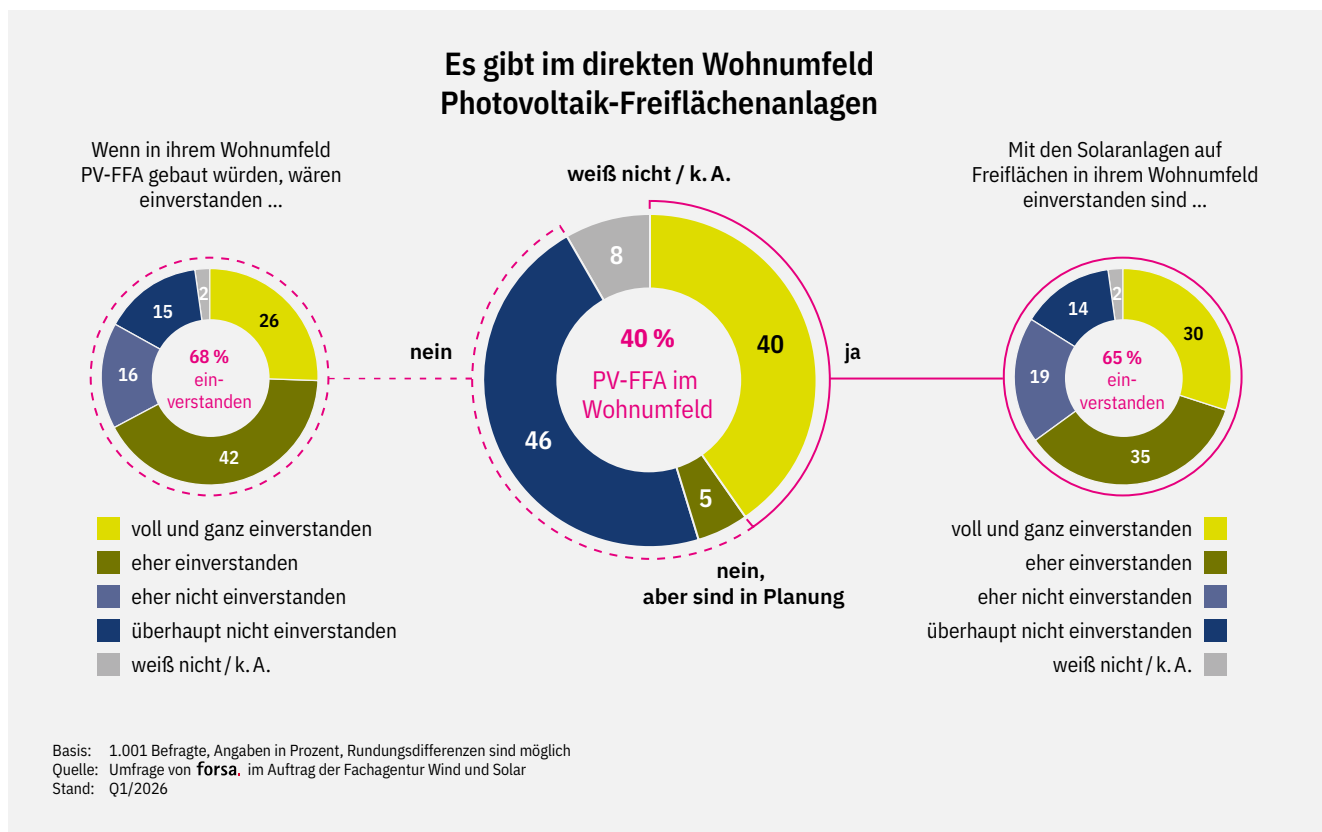 Es gibt im direkten Wohnumfeld
Photovoltaik-Freiflächenanlagen
Wenn in ihrem Wohnumfeld
PV-FFA gebaut würden, wären
einverstanden ...
26
42
16
15
2
68 %
ein-
verstanden
voll und ganz einverstanden
eher einverstanden
eher nicht einverstanden
überhaupt nicht einverstanden
weiß nicht / k. A.
weiß nicht / k. A.
nein
ja
nein,
aber sind in Planung
8
40
5
46
40 %
PV-FFA im
Wohnumfeld
Mit den Solaranlagen auf
Freiflächen in ihrem Wohnumfeld
einverstanden sind ...
30
35
19
14
2
65 %
ein-
verstanden
voll und ganz einverstanden
eher einverstanden
eher nicht einverstanden
überhaupt nicht einverstanden
weiß nicht / k. A.
Basis: 1.001 Befragte, Angaben in Prozent, Rundungsdifferenzen sind möglich
Quelle: Umfrage von forsa. im Auftrag der Fachagentur Wind und Solar
Stand: Q1/2026